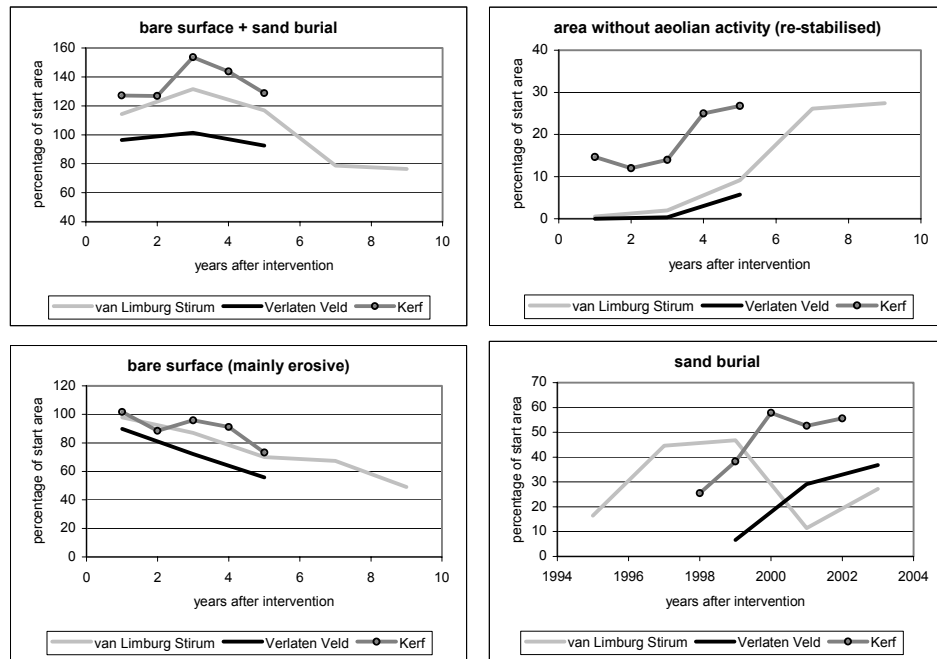 bare surface + sand burial
percentage of start area
160
140
120
100
80
60
40
0 2 4 6 8 10
years after intervention
van Limburg Stirum Verlaten Veld Kerf
area without aeolian activity (re-stabilised)
percentage of start area
40
30
20
10
0
0 2 4 6 8 10
years after intervention
van Limburg Stirum Verlaten Veld Kerf
bare surface (mainly erosive)
percentage of start area
120
100
80
60
40
20
0
0 2 4 6 8 10
years after intervention
van Limburg Stirum Verlaten Veld Kerf
sand burial
percentage of start area
70
60
50
40
30
20
10
0
1994 1996 1998 2000 2002 2004
years after intervention
van Limburg Stirum Verlaten Veld Kerf